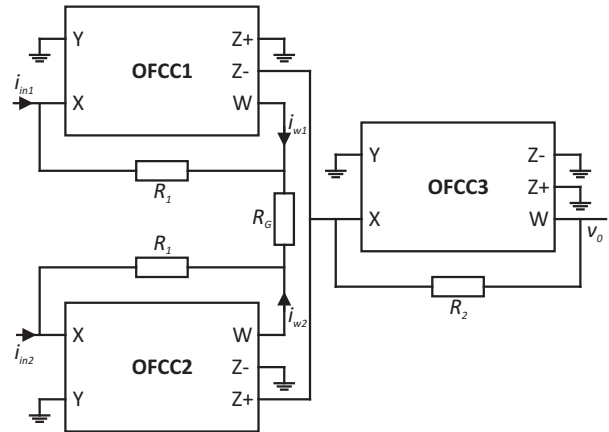 Y
Z+
OFCC1
Z-
i_in1
X
W
i_w1
R_1
Y
Z-
OFCC3
Z+
R_G
X
W
v_0
R_1
R_2
i_in2
X
W
i_w2
OFCC2
Z-
Y
Z+